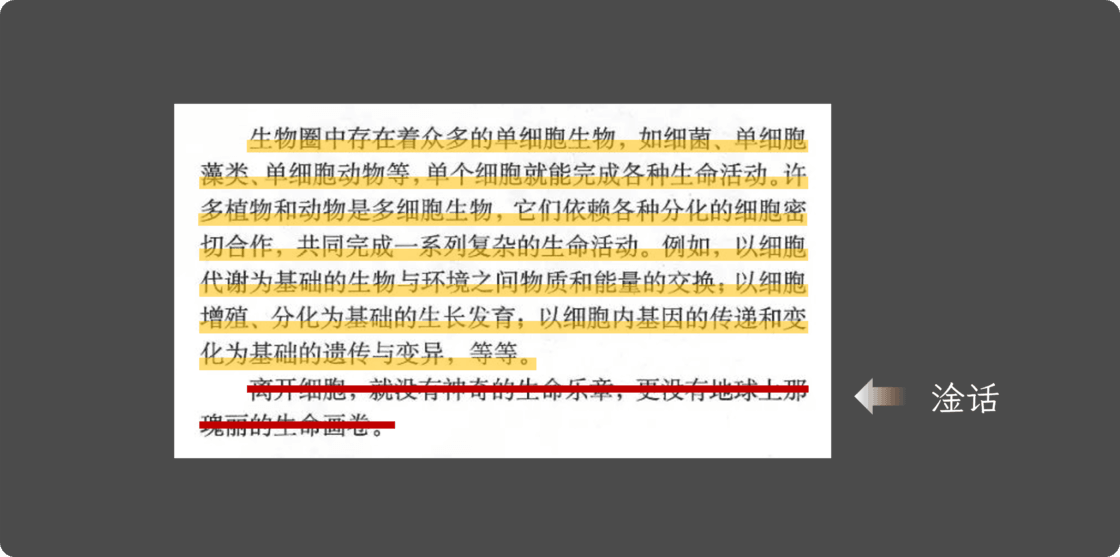 生物圈中存在着众多的单细胞生物，如细菌、单细胞
藻类、单细胞动物等，单个细胞就能完成各种生命活动。许
多植物和动物是多细胞生物，它们依赖各种分化的细胞密
切合作，共同完成一系列复杂的生命活动。例如，以细胞
代谢为基础的生物与环境之间物质和能量的交换；以细胞
增殖、分化为基础的生长发育；以细胞内基因的传递和变
化为基础的遗传与变异，等等。
离开细胞，就没有神奇的生命乐章，更没有地球上那
瑰丽的生命画卷。
淦话